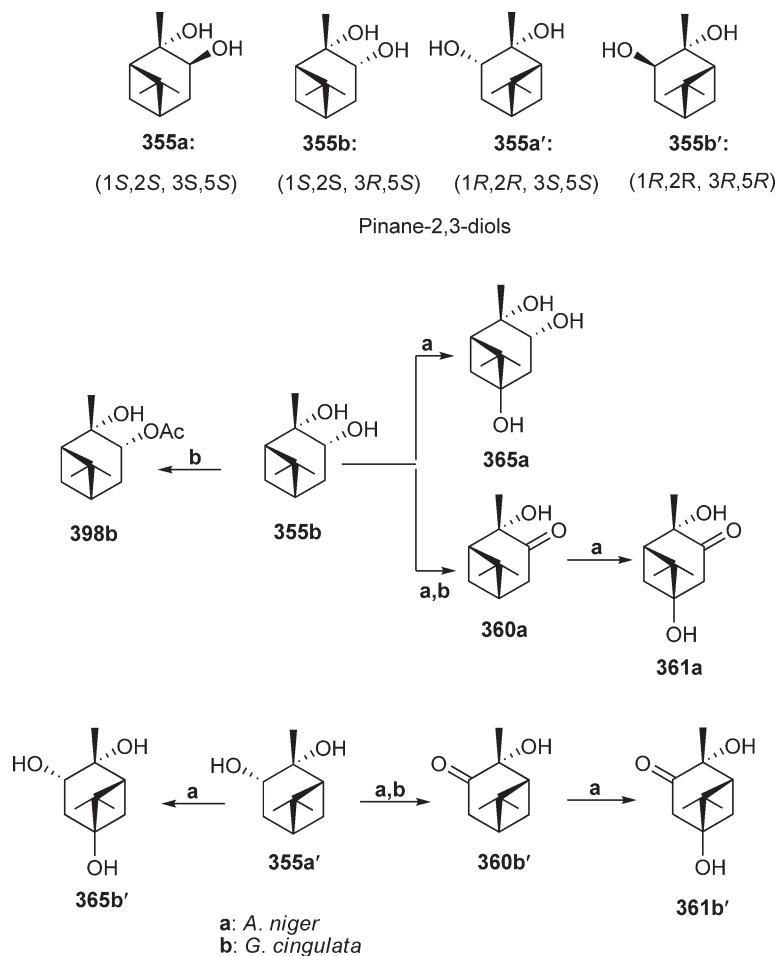 OH
OH
OH
OH
HO
OH
HO
OH
355a:
355b:
355a′:
355b′:
(1S,2S, 3S,5S)
(1S,2S, 3R,5S)
(1R,2R, 3S,5S)
(1R,2R, 3R,5R)
Pinane-2,3-diols
OH
OH
a
OH
365a
OH
OAc
b
OH
OH
398b
355b
OH
O
a,b
360a
a
OH
O
OH
361a
HO
OH
OH
365b′
a
HO
OH
355a′
a,b
O
OH
360b′
a
O
OH
OH
361b′
a: A. niger
b: G. cingulata